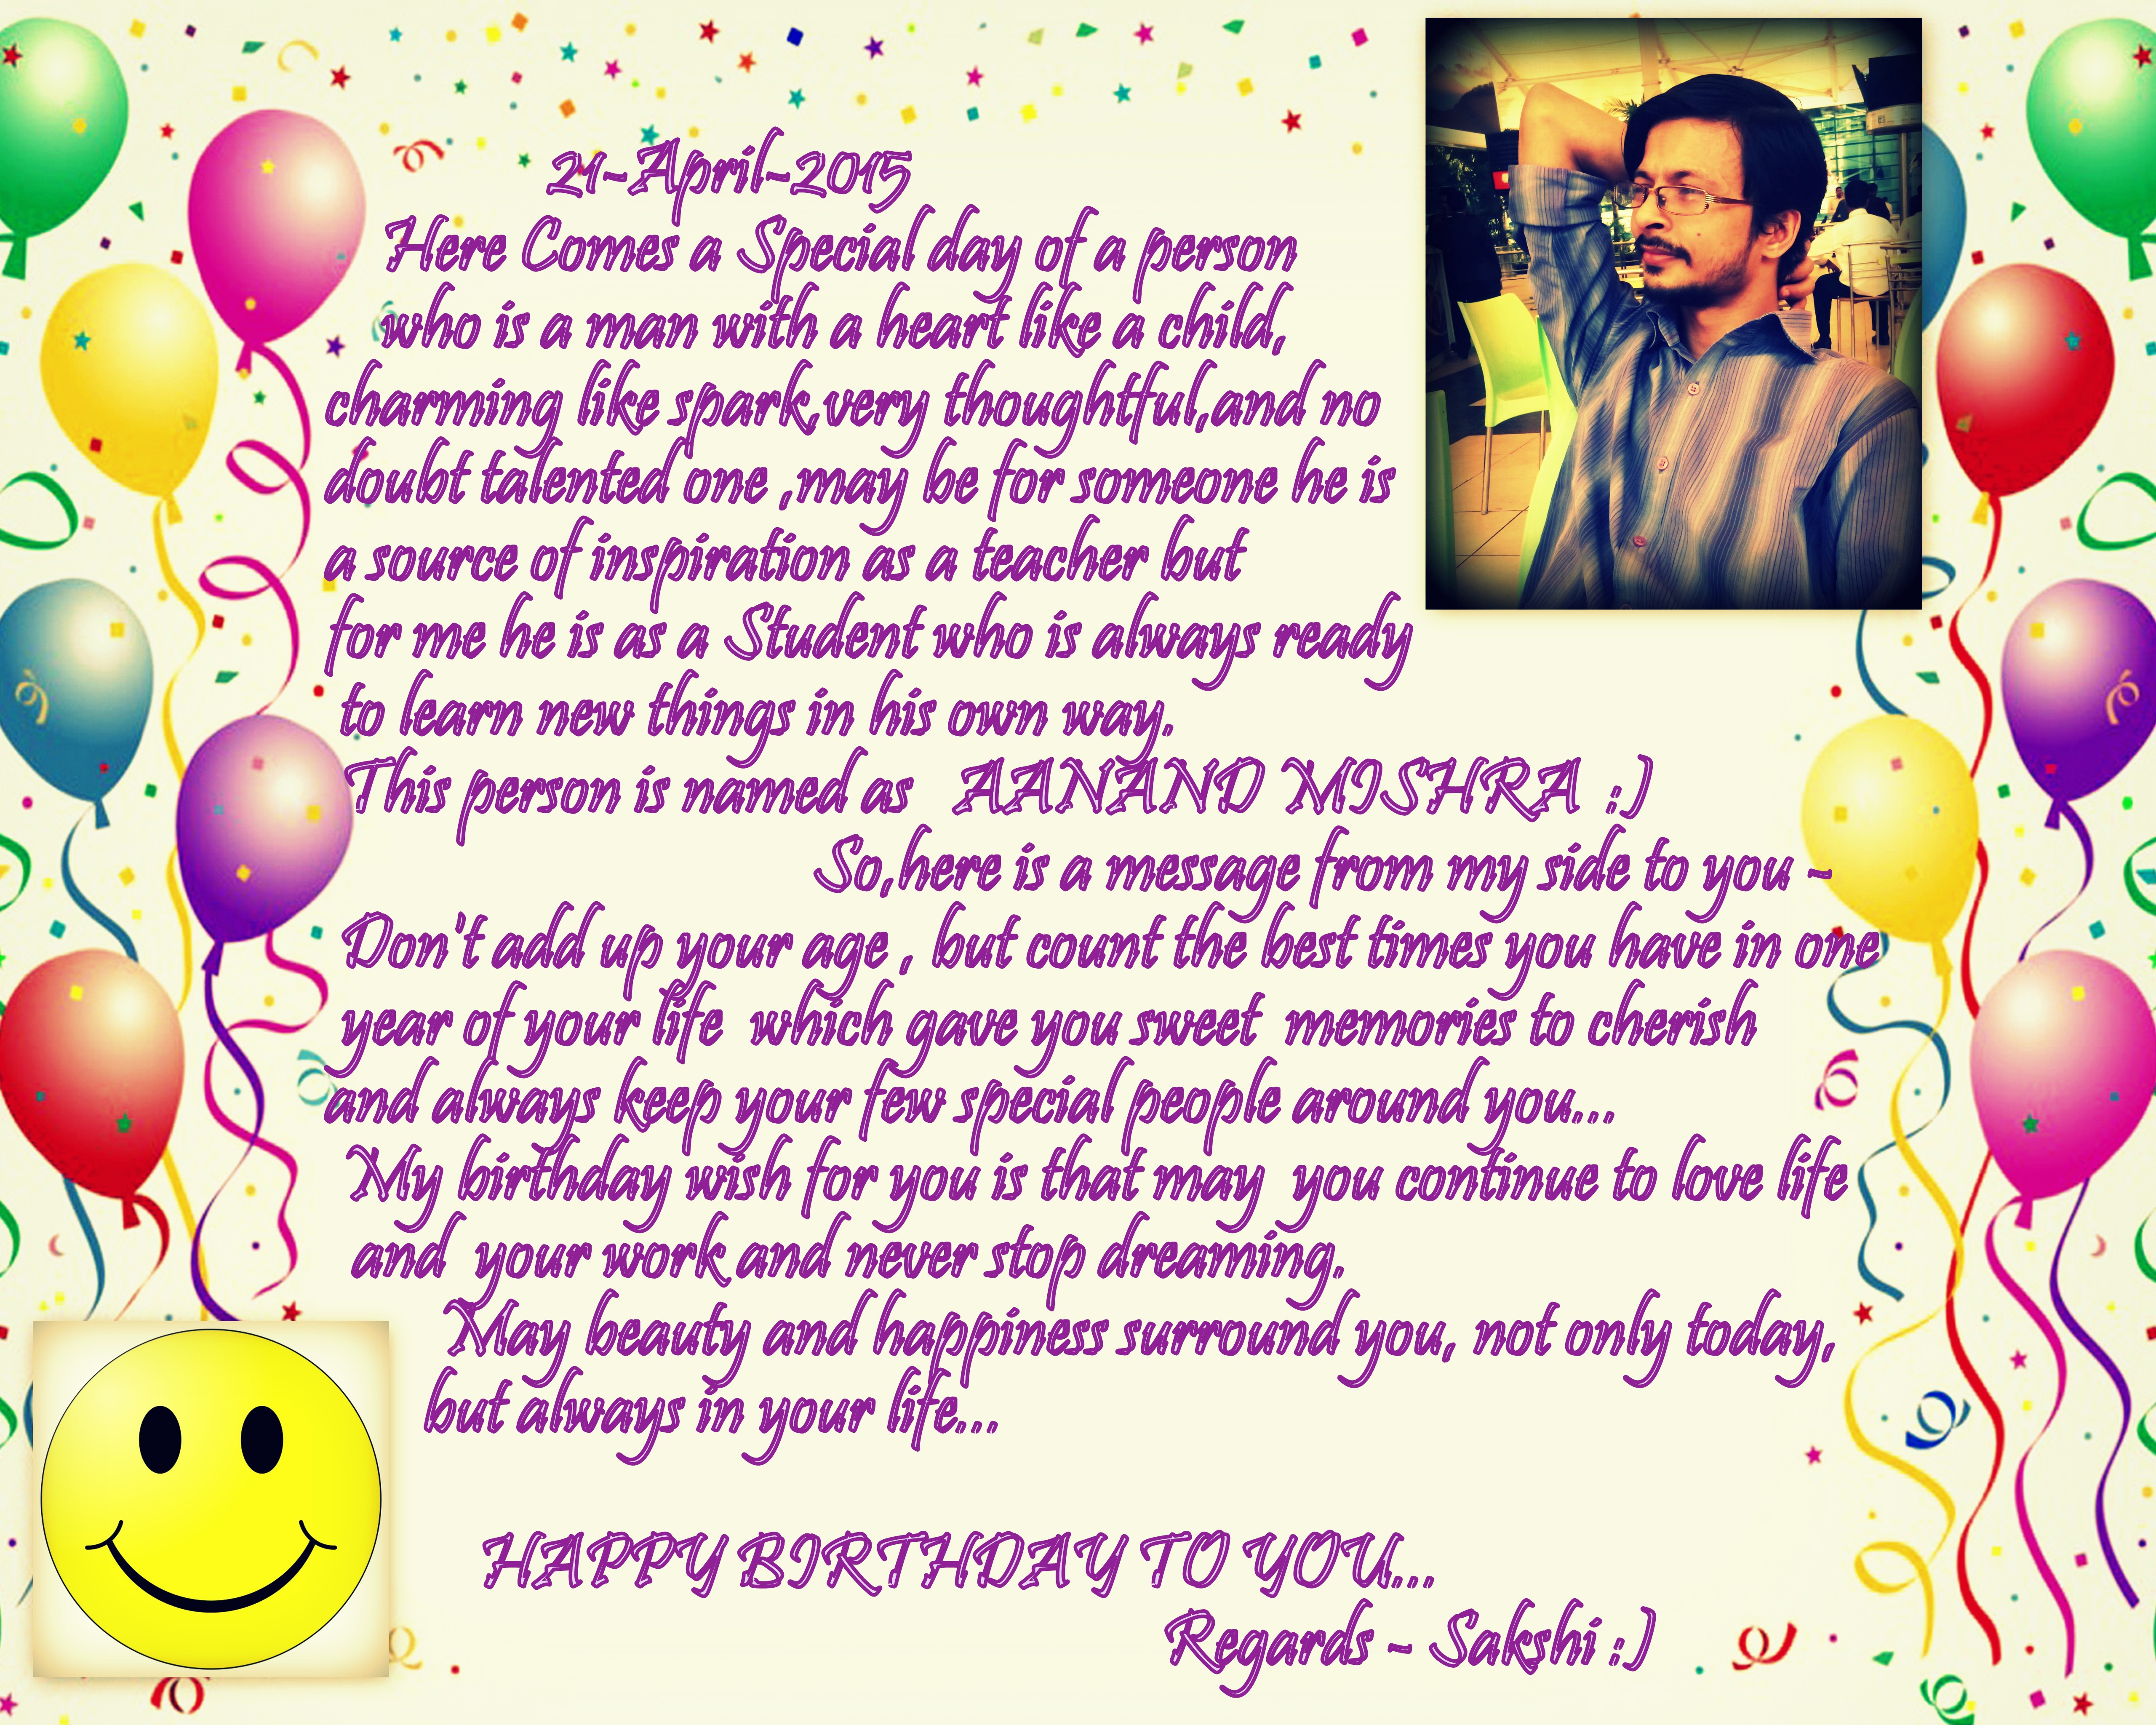 21-April-2015
Here Comes a Special day of a person
who is a man with a heart like a child,
charming like spark,very thoughtful,and no
doubt talented one ,may be for someone he is
a source of inspiration as a teacher but
for me he is as a Student who is always ready
to learn new things in his own way.
This person is named as AANAND MISHRA :)
So,here is a message from my side to you -
Don't add up your age , but count the best times you have in one
year of your life which gave you sweet memories to cherish
and always keep your few special people around you...
My birthday wish for you is that may you continue to love life
and your work and never stop dreaming.
May beauty and happiness surround you, not only today,
but always in your life...
HAPPY BIRTHDAY TO YOU...
Regards - Sakshi :)